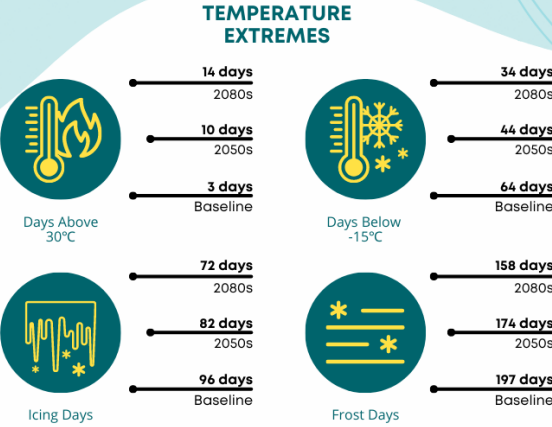 TEMPERATURE
EXTREMES
14 days
2080s
10 days
2050s
3 days
Baseline
Days Above
30°C
34 days
2080s
44 days
2050s
64 days
Baseline
Days Below
-15°C
72 days
2080s
82 days
2050s
96 days
Baseline
Icing Days
158 days
2080s
174 days
2050s
197 days
Baseline
Frost Days